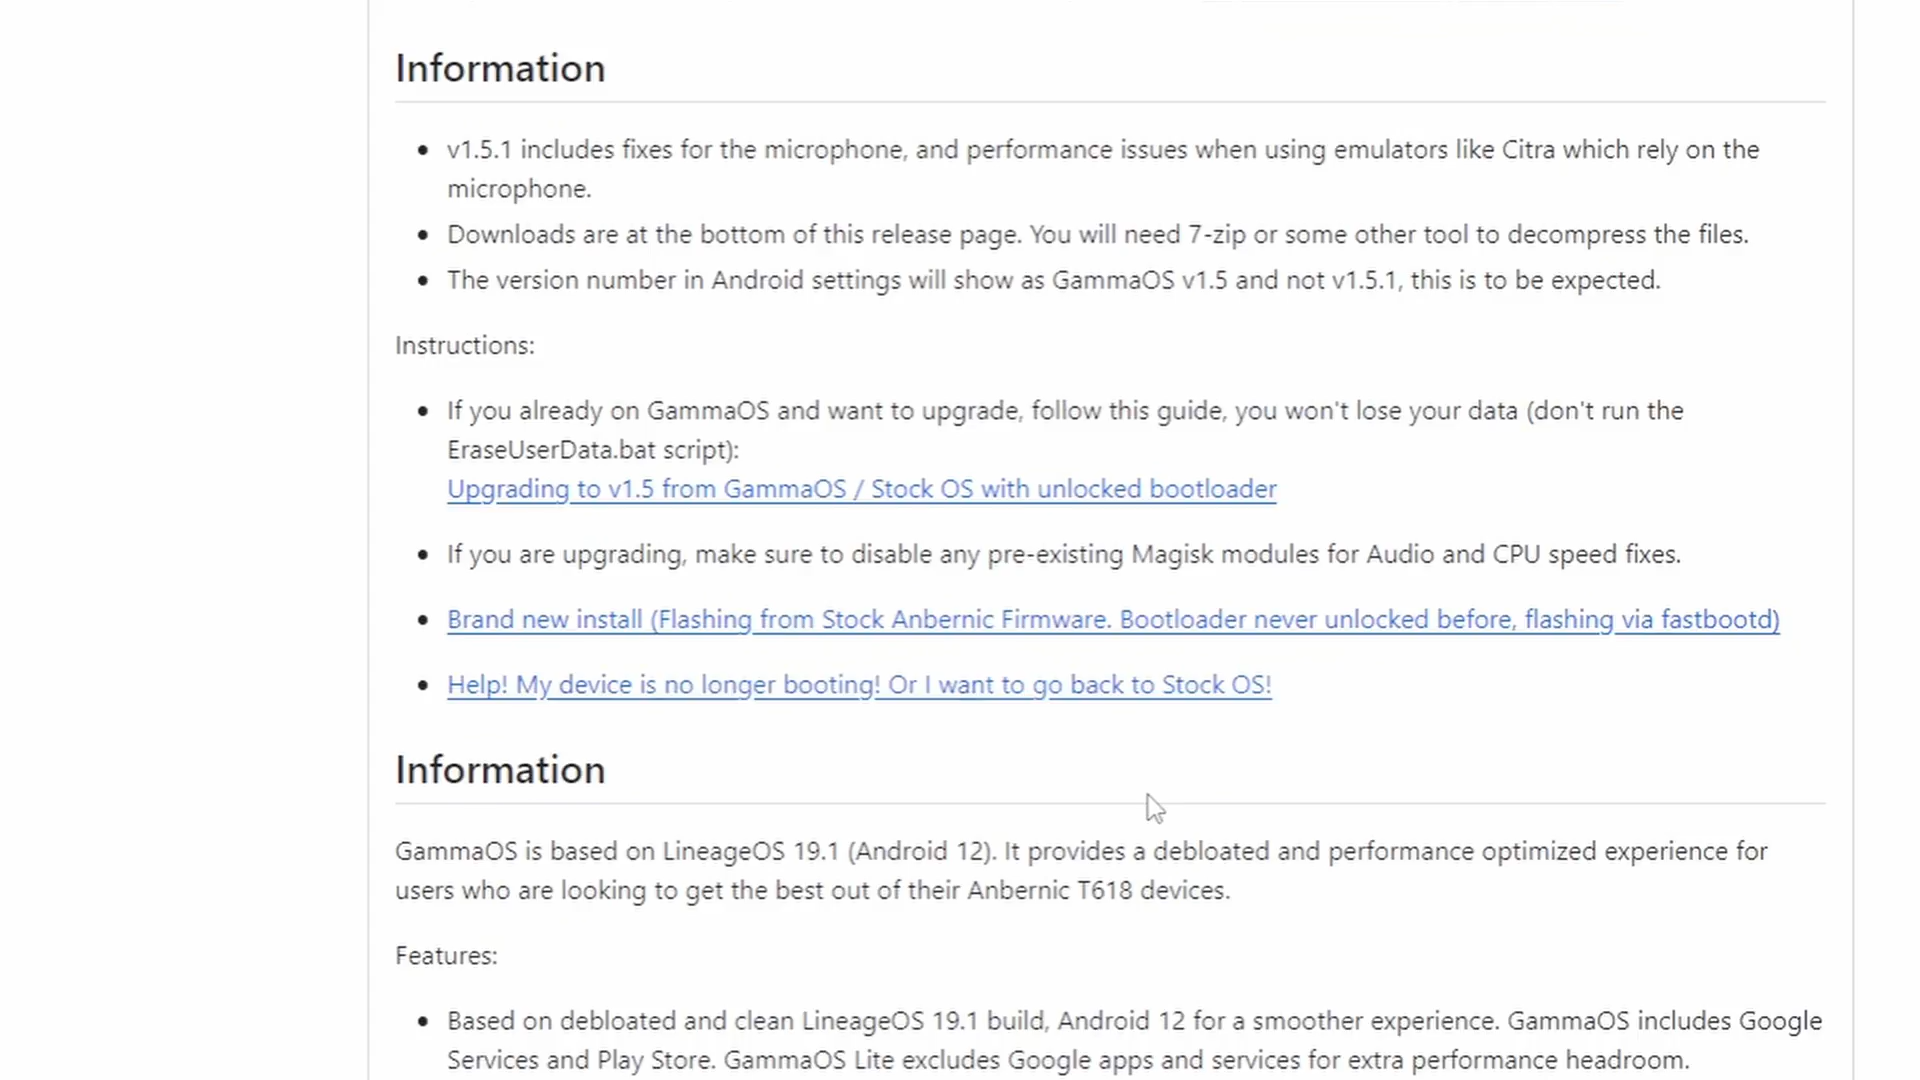 Information
v1.5.1 includes fixes for the microphone, and performance issues when using emulators like Citra which rely on the
microphone.
Downloads are at the bottom of this release page. You will need 7-zip or some other tool to decompress the files.
The version number in Android settings will show as GammaOS v1.5 and not v1.5.1, this is to be expected.
Instructions:
If you already on GammaOS and want to upgrade, follow this guide, you won't lose your data (don't run the
EraseUserData.bat script):
Upgrading to v1.5 from GammaOS / Stock OS with unlocked bootloader
If you are upgrading, make sure to disable any pre-existing Magisk modules for Audio and CPU speed fixes.
Brand new install (Flashing from Stock Anbernic Firmware. Bootloader never unlocked before, flashing via fastbootd)
Help! My device is no longer booting! Or I want to go back to Stock OS!
Information
GammaOS is based on LineageOS 19.1 (Android 12). It provides a debloated and performance optimized experience for
users who are looking to get the best out of their Anbernic T618 devices.
Features:
Based on debloated and clean LineageOS 19.1 build, Android 12 for a smoother experience. GammaOS includes Google
Services and Play Store. GammaOS Lite excludes Google apps and services for extra performance headroom.